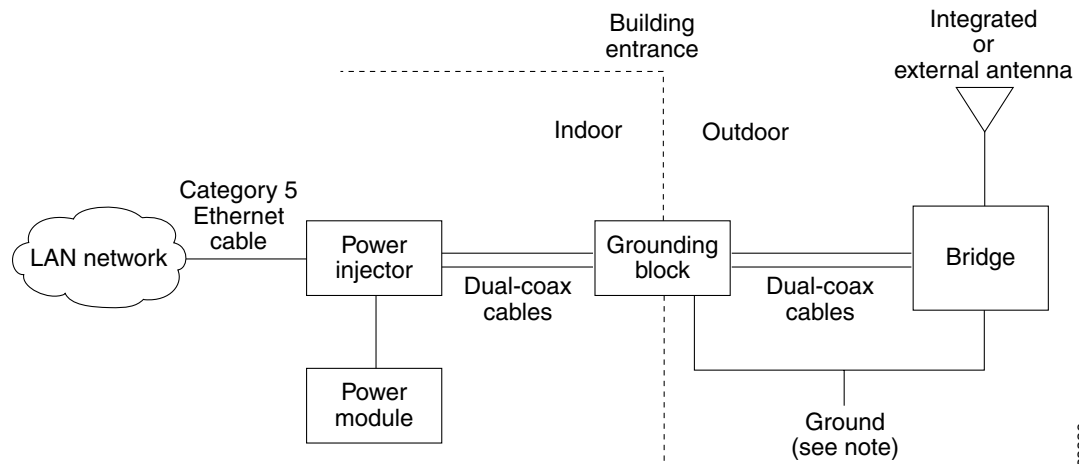 Building
entrance
Integrated
or
external antenna
Indoor
Outdoor
Category 5
Ethernet
cable
LAN network
Power
injector
Dual-coax
cables
Grounding
block
Dual-coax
cables
Bridge
Power
module
Ground
(see note)